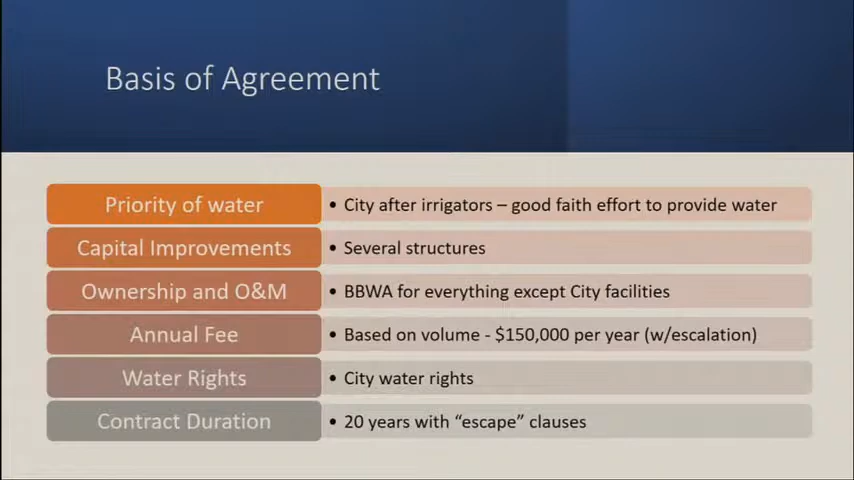 Basis of Agreement
Priority of water
• City after irrigators – good faith effort to provide water
Capital Improvements
• Several structures
Ownership and O&M
• BBWA for everything except City facilities
Annual Fee
• Based on volume - $150,000 per year (w/escalation)
Water Rights
• City water rights
Contract Duration
• 20 years with “escape” clauses